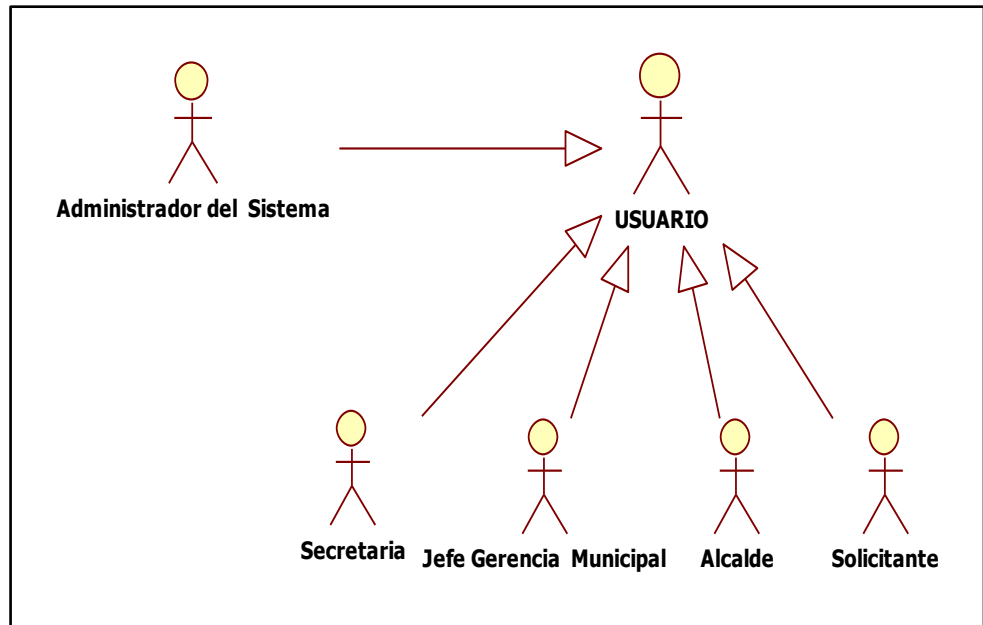 Administrador del Sistema
USUARIO
Secretaria
Jefe Gerencia Municipal
Alcalde
Solicitante